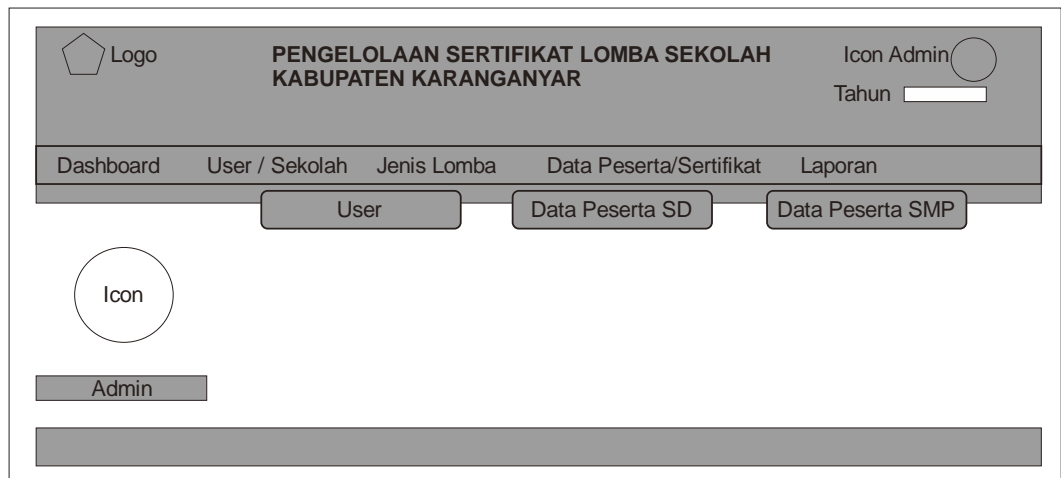 Logo
PENGELOLAAN SERTIFIKAT LOMBA SEKOLAH
KABUPATEN KARANGANYAR
Icon Admin
Tahun
Dashboard User / Sekolah Jenis Lomba Data Peserta/Sertifikat Laporan
User Data Peserta SD Data Peserta SMP
Icon
Admin